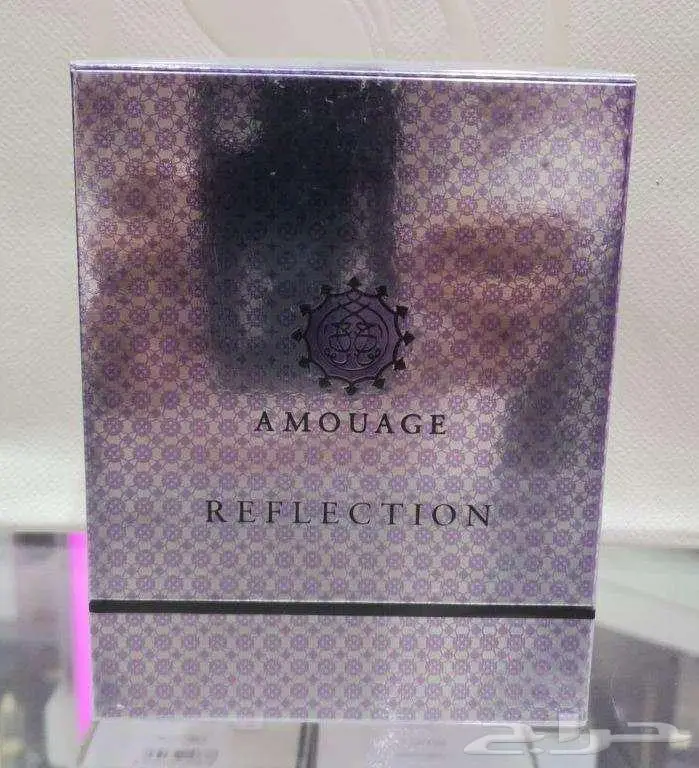 AMOUAGE
REFLECTION
حراج